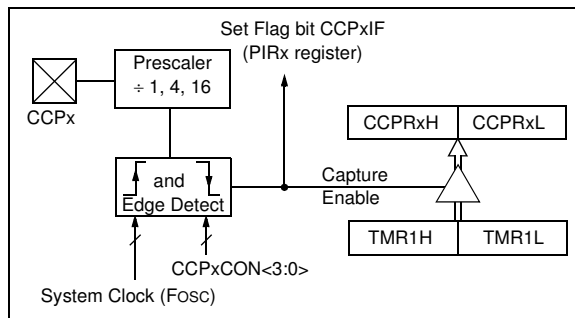 Set Flag bit CCPxIF
(PIRx register)
Prescaler
÷ 1, 4, 16
CCPx
CCPRxH
CCPRxL
and
Edge Detect
Capture
Enable
TMR1H
TMR1L
CCPxCON<3:0>
System Clock (FOSC)